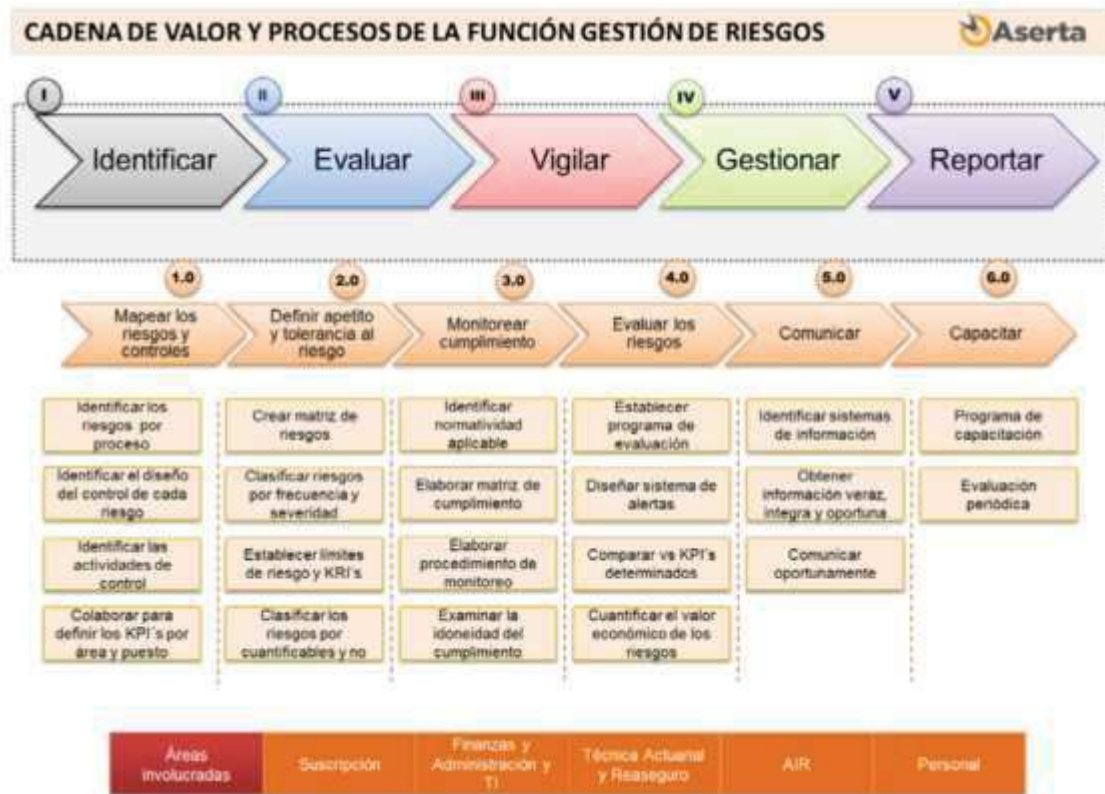 CADENA DE VALOR Y PROCESOS DE LA FUNCIÓN GESTIÓN DE RIESGOS
Aserta
I
II
III
IV
V
Identificar
Evaluar
Vigilar
Gestionar
Reportar
1.0
2.0
3.0
4.0
5.0
6.0
Mapear los
riesgos y
controles
Definir apetito
y tolerancia al
riesgo
Monitorear
cumplimiento
Evaluar los
riesgos
Comunicar
Capacitar
Identificar los
riesgos por
proceso
Crear matriz de
riesgos
Identificar
normatividad
aplicable
Establecer
programa de
evaluación
Identificar sistemas
de información
Programa de
capacitación
Identificar el diseño
del control de cada
riesgo
Clasificar riesgos
por frecuencia y
severidad
Elaborar matriz de
cumplimiento
Diseñar sistema de
alertas
Obtener
información veraz,
íntegra y oportuna
Evaluación
periódica
Identificar las
actividades de
control
Establecer límites
de riesgo y KRI´s
Elaborar
procedimiento de
monitoreo
Comparar vs KPI´s
determinados
Comunicar
oportunamente
Colaborar para
definir los KPI´s por
área y puesto
Clasificar los
riesgos por
cuantificables y no
Examinar la
idoneidad del
cumplimiento
Cuantificar el valor
económico de los
riesgos
Áreas
involucradas
Suscripción
Finanzas y
Administración y
TI
Técnica Actuarial
y Reaseguro
AIR
Personal